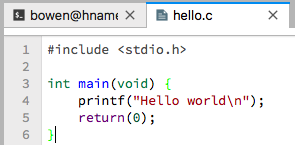 bowen@hname
hello.c
1 #include <stdio.h>
2
3 int main(void) {
4     printf("Hello world\n");
5     return(0);
6 }